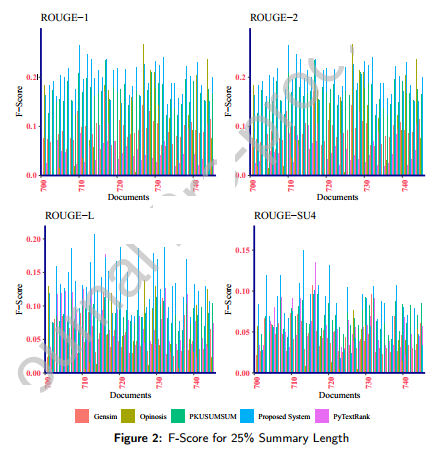 ROUGE−1
ROUGE−2
F−Score
0.2
0.1
0.0
700
710
720
730
740
Documents
F−Score
0.2
0.1
0.0
700
710
720
730
740
Documents
ROUGE−L
ROUGE−SU4
F−Score
0.20
0.15
0.10
0.05
0.00
700
710
720
730
740
Documents
F−Score
0.15
0.10
0.05
0.00
700
710
720
730
740
Documents
Gensim Opinosis PKUSUMSUM Proposed System PyTextRank
Figure 2: F-Score for 25% Summary Length